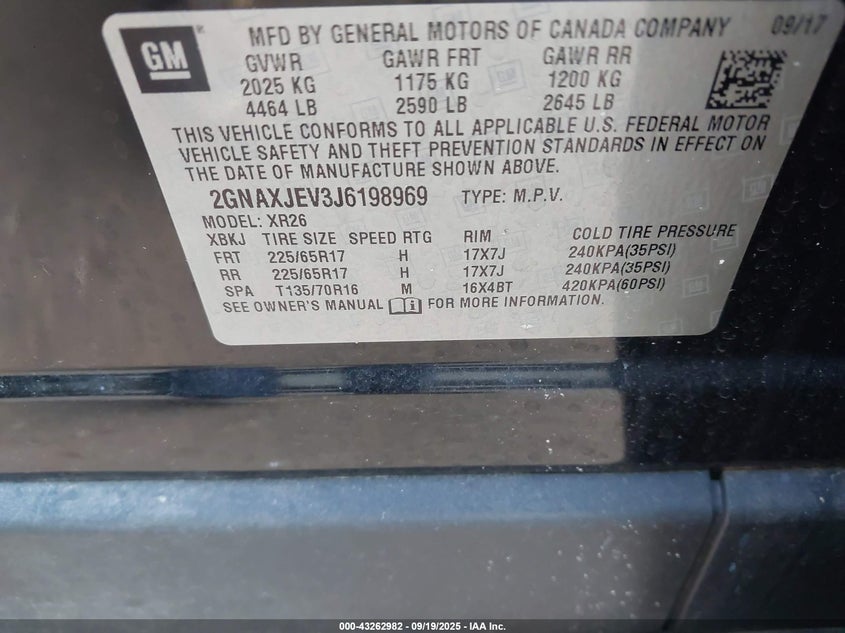 GM
MFD BY GENERAL MOTORS OF CANADA COMPANY 09/17
GVWR GAWR FRT GAWR RR
2025 KG 1175 KG 1200 KG
4464 LB 2590 LB 2645 LB
THIS VEHICLE CONFORMS TO ALL APPLICABLE U.S. FEDERAL MOTOR
VEHICLE SAFETY AND THEFT PREVENTION STANDARDS IN EFFECT ON
THE DATE OF MANUFACTURE SHOWN ABOVE.
2GNAXJEV3J6198969 TYPE: M.P.V.
MODEL: XR26
XBKJ TIRE SIZE SPEED RTG RIM COLD TIRE PRESSURE
FRT 225/65R17 H 17X7J 240KPA(35PSI)
RR 225/65R17 H 17X7J 240KPA(35PSI)
SPA T135/70R16 M 16X4BT 420KPA(60PSI)
SEE OWNER'S MANUAL FOR MORE INFORMATION.
000-43262982 - 09/19/2025 - IAA Inc.